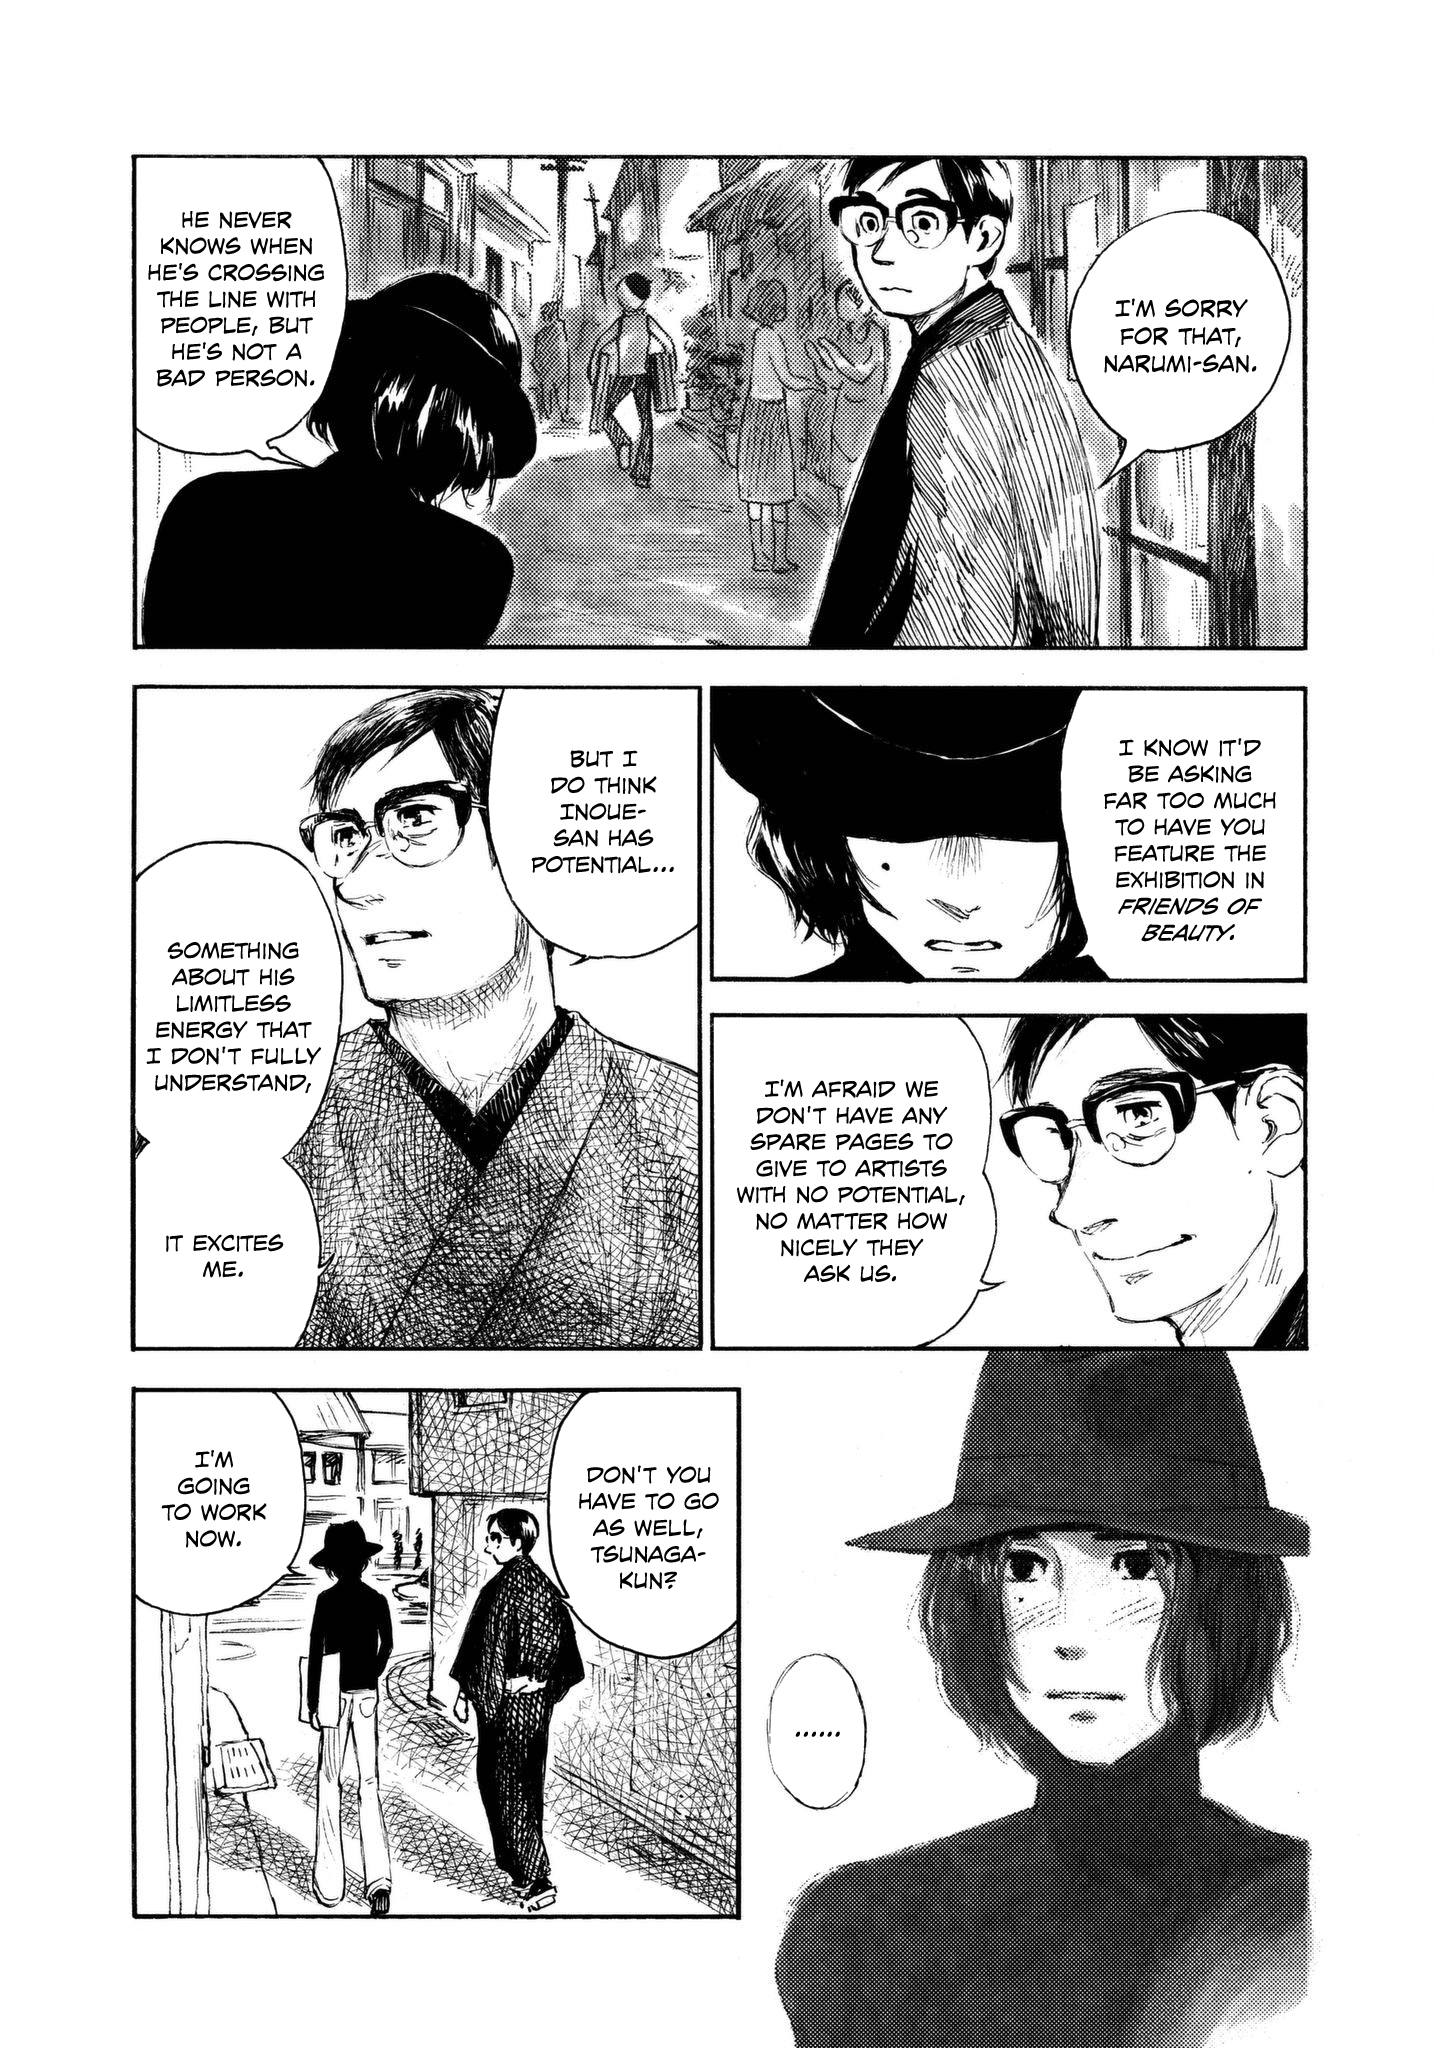 I'M SORRY
FOR THAT,
NARUMI-SAN.
HE NEVER
KNOWS WHEN
HE'S CROSSING
THE LINE WITH
PEOPLE, BUT
HE'S NOT A
BAD PERSON.
I KNOW IT'D
BE ASKING
FAR TOO MUCH
TO HAVE YOU
FEATURE THE
EXHIBITION IN
FRIENDS OF
BEAUTY.
I'M AFRAID WE
DON'T HAVE ANY
SPARE PAGES TO
GIVE TO ARTISTS
WITH NO POTENTIAL,
NO MATTER HOW
NICELY THEY
ASK US.
BUT I
DO THINK
INOUE-
SAN HAS
POTENTIAL...
SOMETHING
ABOUT HIS
LIMITLESS
ENERGY THAT
I DON'T FULLY
UNDERSTAND,
IT EXCITES
ME.
......
DON'T YOU
HAVE TO GO
AS WELL,
TSUNAGA-
KUN?
I'M
GOING
TO WORK
NOW.